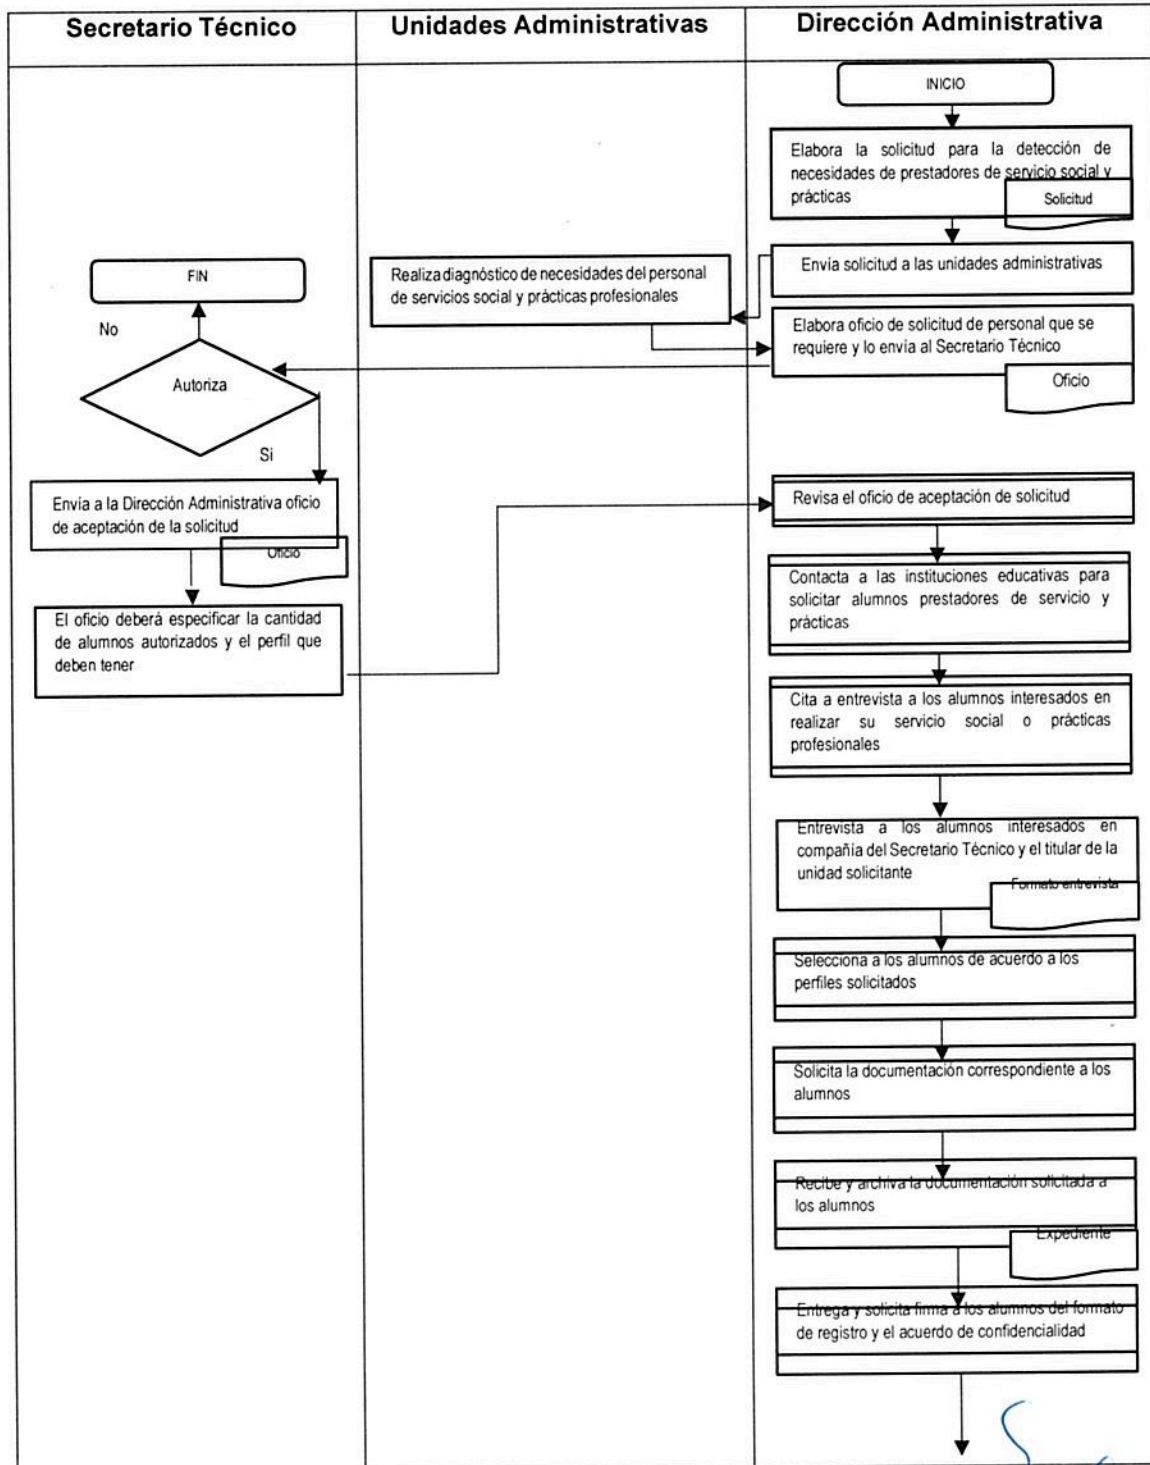 Secretario Técnico
Unidades Administrativas
Dirección Administrativa
INICIO
Elabora la solicitud para la detección de
necesidades de prestadores de servicio social y
prácticas
Solicitud
Envía solicitud a las unidades administrativas
Realiza diagnóstico de necesidades del personal
de servicios social y prácticas profesionales
Elabora oficio de solicitud de personal que se
requiere y lo envía al Secretario Técnico
Oficio
FIN
No
Autoriza
Si
Envía a la Dirección Administrativa oficio
de aceptación de la solicitud
Oficio
El oficio deberá especificar la cantidad
de alumnos autorizados y el perfil que
deben tener
Revisa el oficio de aceptación de solicitud
Contacta a las instituciones educativas para
solicitar alumnos prestadores de servicio y
prácticas
Cita a entrevista a los alumnos interesados en
realizar su servicio social o prácticas
profesionales
Entrevista a los alumnos interesados en
compañía del Secretario Técnico y el titular de la
unidad solicitante
Formato entrevista
Selecciona a los alumnos de acuerdo a los
perfiles solicitados
Solicita la documentación correspondiente a los
alumnos
Recibe y archiva la documentación solicitada a
los alumnos
Expediente
Entrega y solicita firma a los alumnos del formato
de registro y el acuerdo de confidencialidad